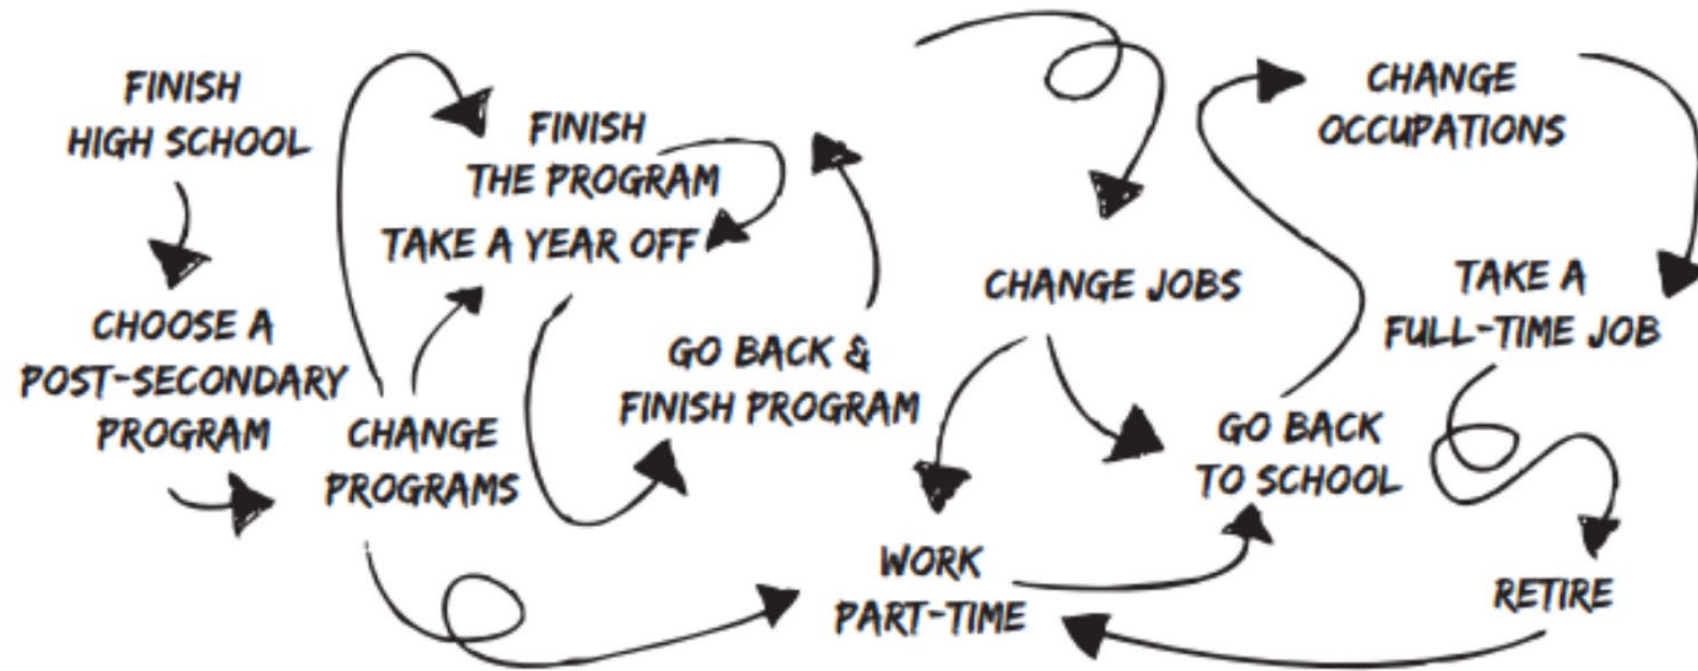 FINISH
HIGH SCHOOL
CHOOSE A
POST-SECONDARY
PROGRAM
CHANGE
PROGRAMS
FINISH
THE PROGRAM
TAKE A YEAR OFF
GO BACK &
FINISH PROGRAM
CHANGE JOBS
WORK
PART-TIME
GO BACK
TO SCHOOL
CHANGE
OCCUPATIONS
TAKE A
FULL-TIME JOB
RETIRE